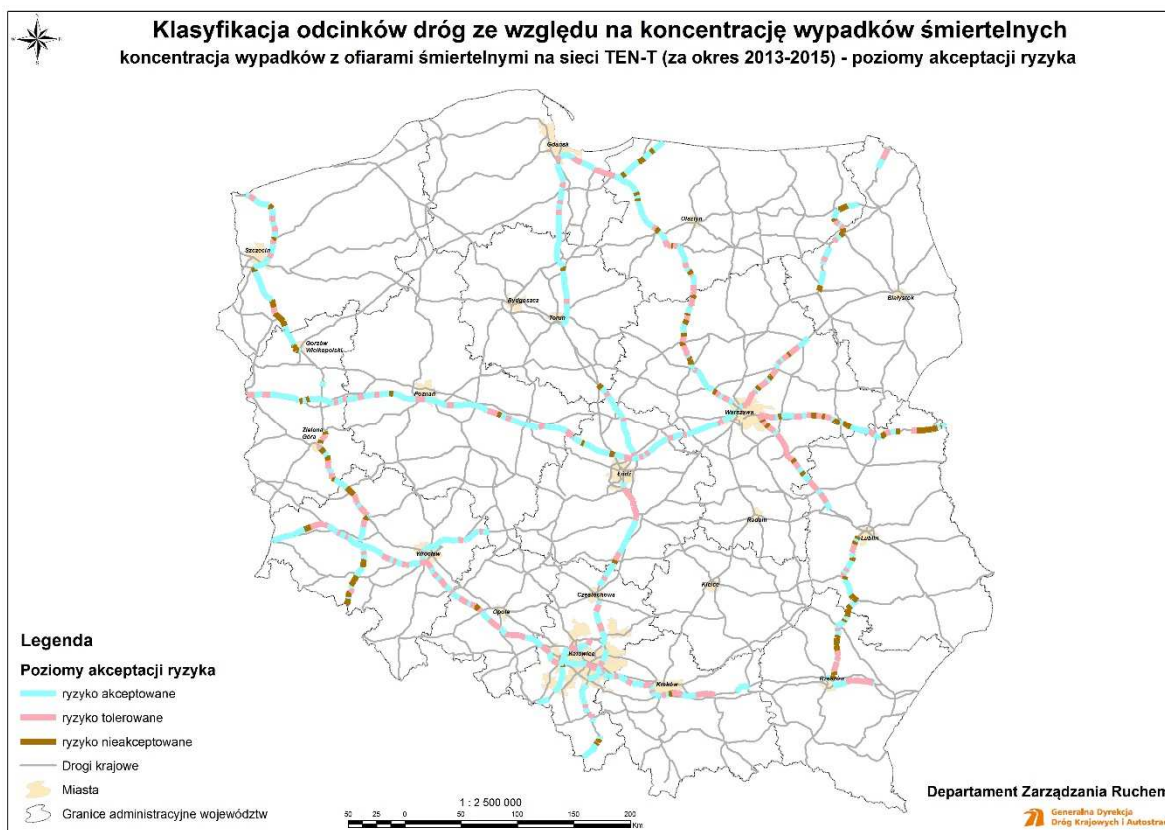 Klasyfikacja odcinków dróg ze względu na koncentrację wypadków śmiertelnych
koncentracja wypadków z ofiarami śmiertelnymi na sieci TEN-T (za okres 2013-2015) - poziomy akceptacji ryzyka
Gdańsk
Olsztyn
Szczecin
Bydgoszcz
Białystok
Toruń
Gorzów
Wielkopolski
Poznań
Warszawa
Zielona
Góra
Łódź
Radom
Lublin
Wrocław
Kielce
Częstochowa
Opole
Katowice
Kraków
Rzeszów
Legenda
Poziomy akceptacji ryzyka
ryzyko akceptowane
ryzyko tolerowane
ryzyko nieakceptowane
Drogi krajowe
Miasta
Granice administracyjne województw
1 : 2 500 000
50 25 0 50 100 150 200
Km
Departament Zarządzania Ruchem
Generalna Dyrekcja
Dróg Krajowych i Autostrad